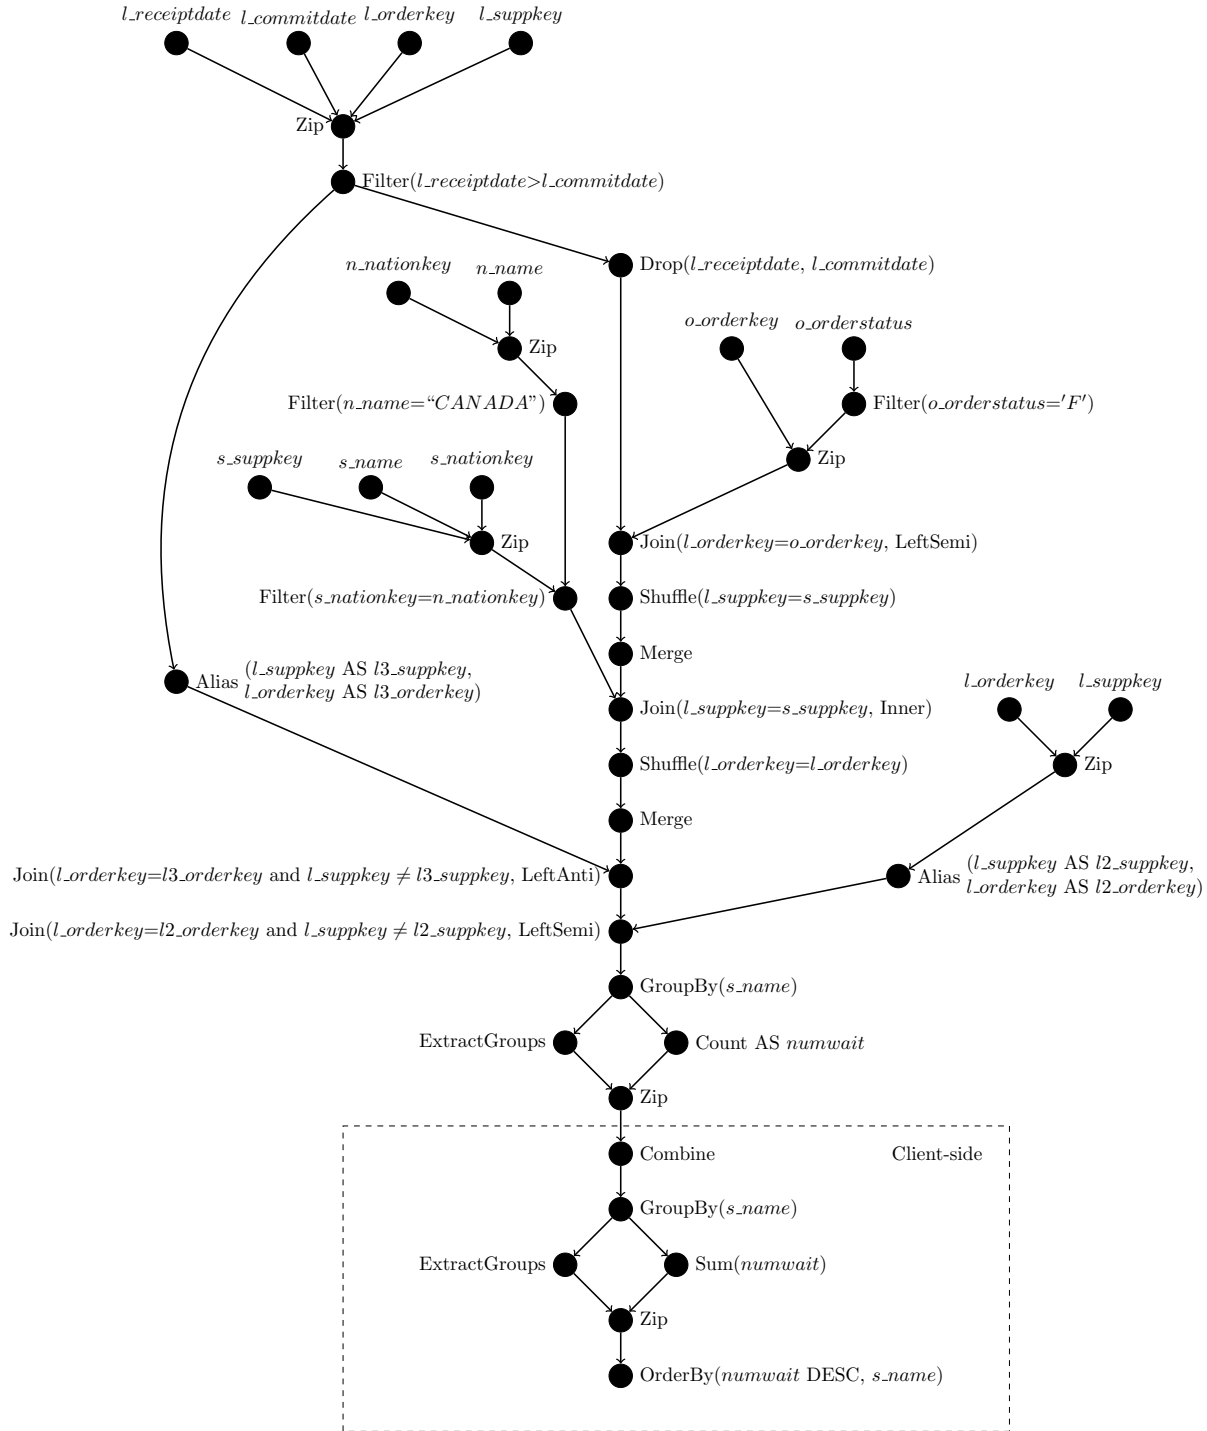 l_receiptdate l_commitdate l_orderkey l_suppkey
Zip
Filter(l_receiptdate>l_commitdate)
Drop(l_receiptdate, l_commitdate)
n_nationkey n_name
Zip
o_orderkey o_orderstatus
Filter(n_name=“CANADA”)
Filter(o_orderstatus='F')
s_suppkey s_name s_nationkey
Zip
Zip
Join(l_orderkey=o_orderkey, LeftSemi)
Filter(s_nationkey=n_nationkey)
Shuffle(l_suppkey=s_suppkey)
Merge
Alias (l_suppkey AS l3_suppkey,
l_orderkey AS l3_orderkey)
l_orderkey l_suppkey
Join(l_suppkey=s_suppkey, Inner)
Shuffle(l_orderkey=l_orderkey)
Zip
Merge
Join(l_orderkey=l3_orderkey and l_suppkey ≠ l3_suppkey, LeftAnti)
Alias (l_suppkey AS l2_suppkey,
l_orderkey AS l2_orderkey)
Join(l_orderkey=l2_orderkey and l_suppkey ≠ l2_suppkey, LeftSemi)
GroupBy(s_name)
ExtractGroups
Count AS numwait
Zip
Combine
Client-side
GroupBy(s_name)
ExtractGroups
Sum(numwait)
Zip
OrderBy(numwait DESC, s_name)